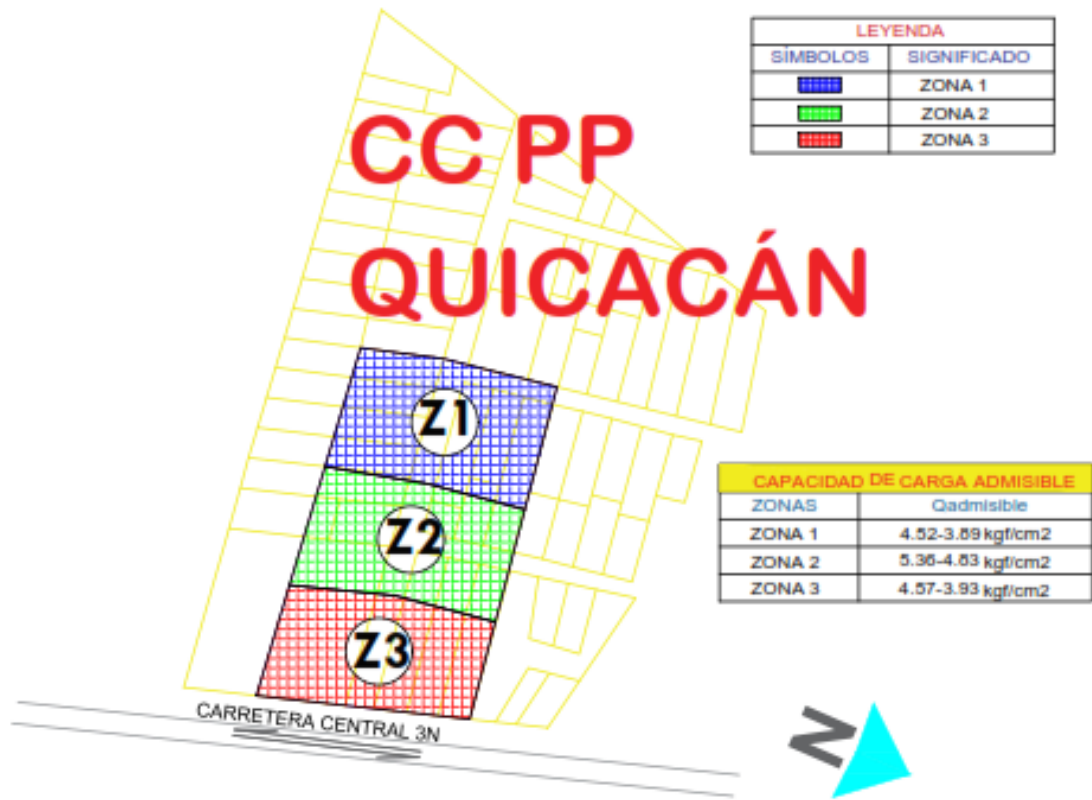 LEYENDA
SÍMBOLOS SIGNIFICADO
ZONA 1
ZONA 2
ZONA 3
CC PP
QUICACÁN
Z1
Z2
Z3
CAPACIDAD DE CARGA ADMISIBLE
ZONAS Qadmisible
ZONA 1 4.52-3.89 kgf/cm2
ZONA 2 5.36-4.83 kgf/cm2
ZONA 3 4.57-3.93 kgf/cm2
CARRETERA CENTRAL 3N
N